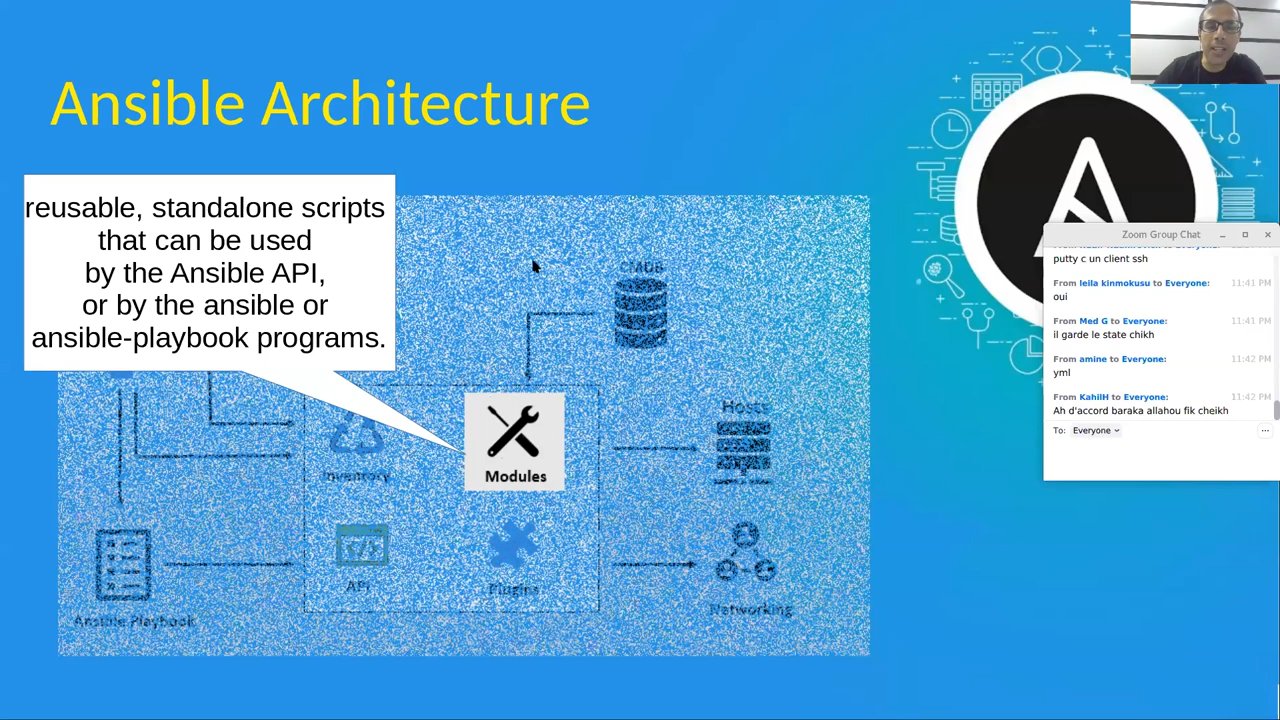 Ansible Architecture
reusable, standalone scripts
that can be used
by the Ansible API,
or by the ansible or
ansible-playbook programs.
CMDB
Hosts
Inventory
Modules
API
Plugins
Networking
Ansible Playbook
Zoom Group Chat
putty c un client ssh
From leila kinmokusu to Everyone: 11:41 PM
oui
From Med G to Everyone: 11:41 PM
il garde le state chikh
From amine to Everyone: 11:42 PM
yml
From KahilH to Everyone: 11:42 PM
Ah d'accord baraka allahou fik cheikh
To: Everyone